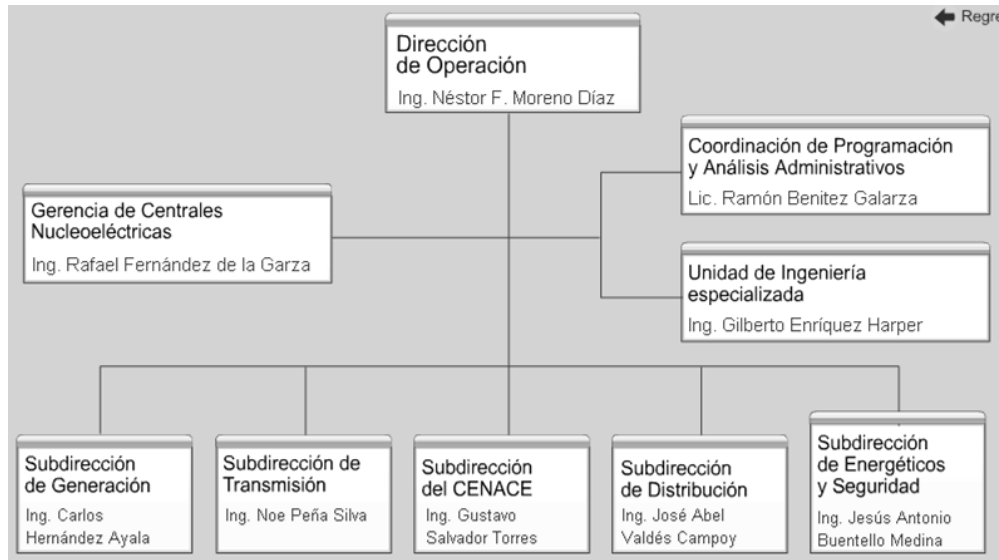 Dirección
de Operación
Ing. Néstor F. Moreno Díaz
Coordinación de Programación
y Análisis Administrativos
Lic. Ramón Benitez Galarza
Gerencia de Centrales
Nucleoeléctricas
Ing. Rafael Fernández de la Garza
Unidad de Ingeniería
especializada
Ing. Gilberto Enríquez Harper
Subdirección
de Generación
Ing. Carlos
Hernández Ayala
Subdirección de
Transmisión
Ing. Noe Peña Silva
Subdirección
del CENACE
Ing. Gustavo
Salvador Torres
Subdirección
de Distribución
Ing. José Abel
Valdés Campoy
Subdirección
de Energéticos
y Seguridad
Ing. Jesús Antonio
Buentello Medina